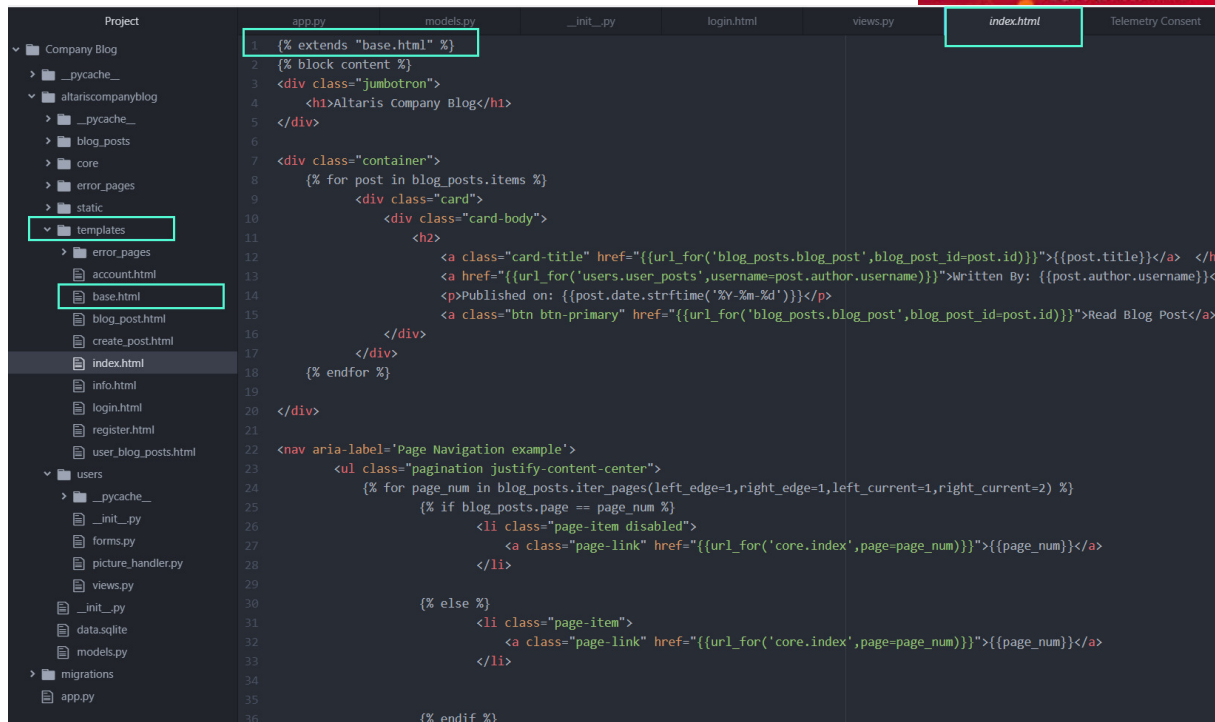 Project
app.py models.py __init__.py login.html views.py index.html Telemetry Consent
Company Blog
__pycache__
altariscompanyblog
__pycache__
blog_posts
core
error_pages
static
templates
error_pages
account.html
base.html
blog_post.html
create_post.html
index.html
info.html
login.html
register.html
user_blog_posts.html
users
__pycache__
__init__.py
forms.py
picture_handler.py
views.py
__init__.py
data.sqlite
models.py
migrations
app.py
1 {% extends "base.html" %}
2 {% block content %}
3 <div class="jumbotron">
4 <h1>Altaris Company Blog</h1>
5 </div>
6
7 <div class="container">
8 {% for post in blog_posts.items %}
9 <div class="card">
10 <div class="card-body">
11 <h2>
12 <a class="card-title" href="{{url_for('blog_posts.blog_post',blog_post_id=post.id)}}">{{post.title}}</a> </h
13 <a href="{{url_for('users.user_posts',username=post.author.username)}}">Written By: {{post.author.username}}<
14 <p>Published on: {{post.date.strftime('%Y-%m-%d')}}</p>
15 <a class="btn btn-primary" href="{{url_for('blog_posts.blog_post',blog_post_id=post.id)}}">Read Blog Post</a>
16 </div>
17 </div>
18 {% endfor %}
19
20 </div>
21
22 <nav aria-label='Page Navigation example'>
23 <ul class="pagination justify-content-center">
24 {% for page_num in blog_posts.iter_pages(left_edge=1,right_edge=1,left_current=1,right_current=2) %}
25 {% if blog_posts.page == page_num %}
26 <li class="page-item disabled">
27 <a class="page-link" href="{{url_for('core.index',page=page_num)}}">{{page_num}}</a>
28 </li>
29
30 {% else %}
31 <li class="page-item">
32 <a class="page-link" href="{{url_for('core.index',page=page_num)}}">{{page_num}}</a>
33 </li>
34
35
36 {% endif %}